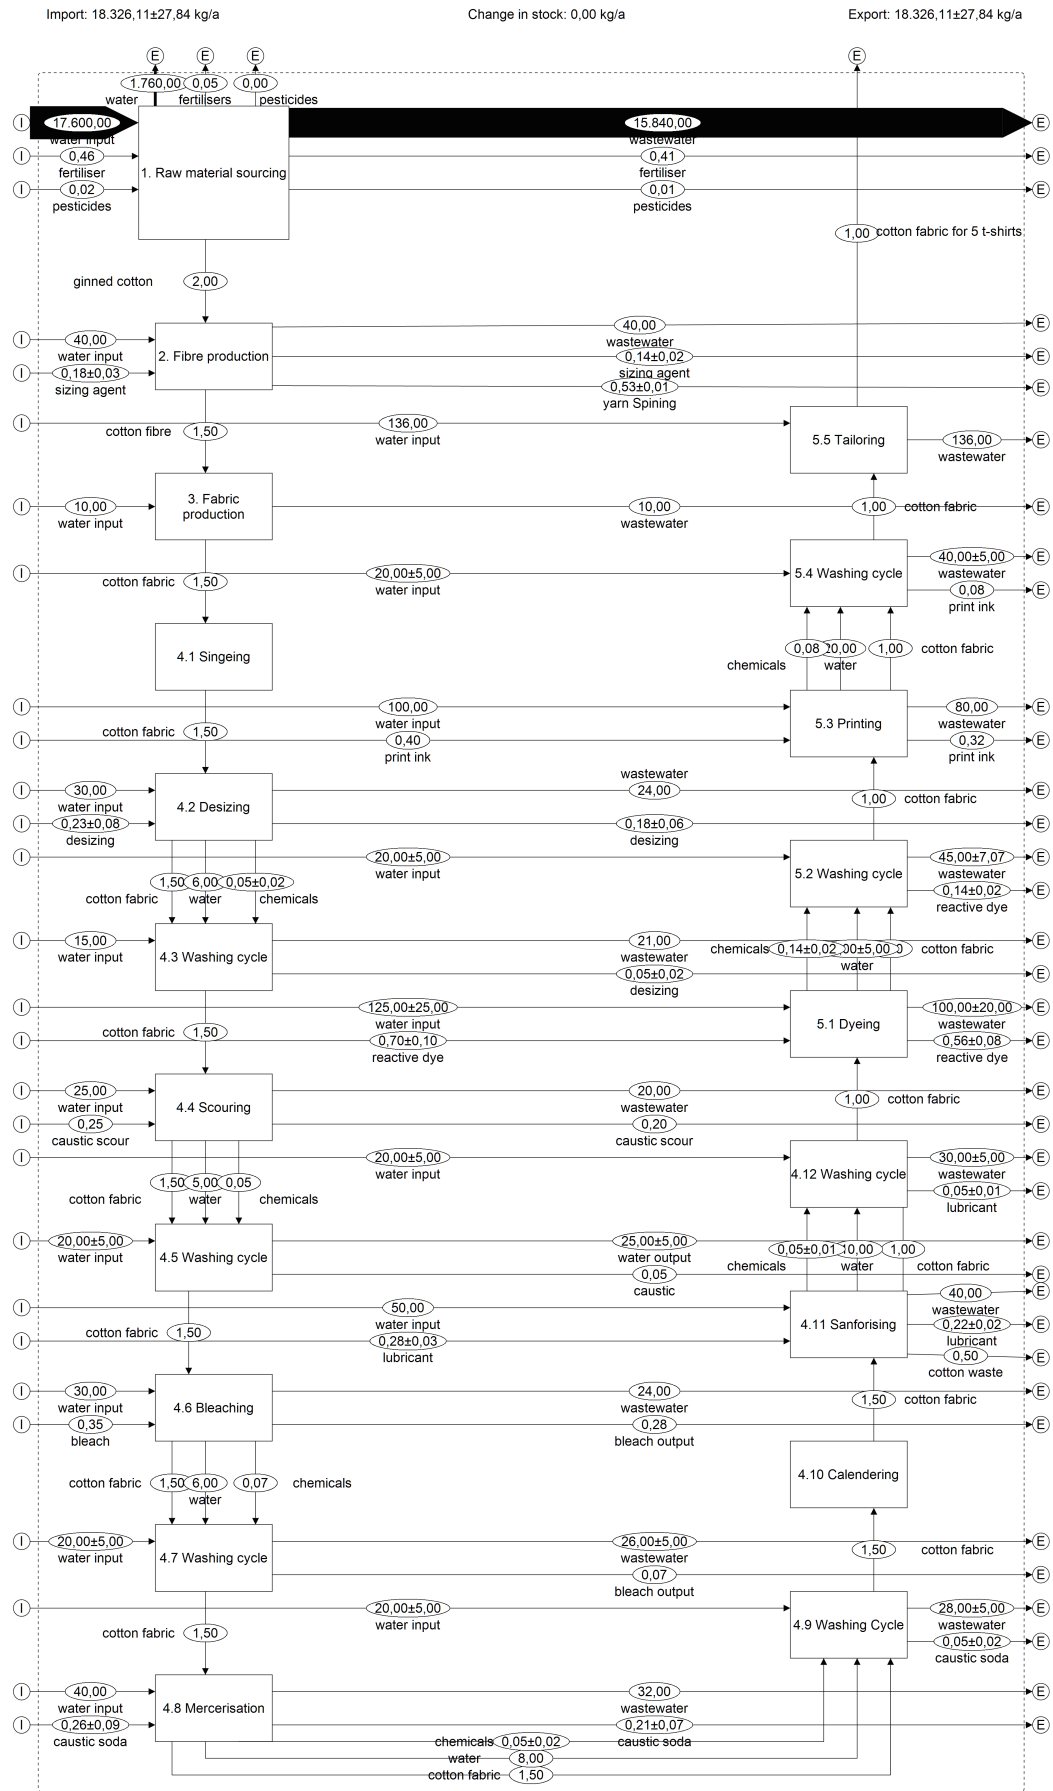 Import: 18.326,11±27,84 kg/a
Change in stock: 0,00 kg/a
Export: 18.326,11±27,84 kg/a
E
E
E
E
1.760,00
0,05
0,00
water
fertilisers
pesticides
I
17.600,00
water input
15.840,00
wastewater
E
I
0,46
fertiliser
0,41
fertiliser
E
1. Raw material sourcing
I
0,02
pesticides
0,01
pesticides
E
1,00
cotton fabric for 5 t-shirts
ginned cotton
2,00
I
40,00
water input
2. Fibre production
40,00
wastewater
E
0,14±0,02
sizing agent
E
I
0,18±0,03
sizing agent
0,53±0,01
yarn Spining
E
I
136,00
water input
cotton fibre
1,50
5.5 Tailoring
136,00
wastewater
E
I
10,00
water input
3. Fabric
production
10,00
wastewater
1,00
cotton fabric
E
I
cotton fabric
1,50
20,00±5,00
water input
5.4 Washing cycle
40,00±5,00
wastewater
E
0,08
print ink
E
4.1 Singeing
chemicals
0,08
water
1,00
cotton fabric
I
100,00
water input
5.3 Printing
80,00
wastewater
E
cotton fabric
1,50
I
0,40
print ink
0,32
print ink
E
I
30,00
water input
4.2 Desizing
wastewater
24,00
1,00
cotton fabric
E
I
0,23±0,08
desizing
0,18±0,06
desizing
E
I
20,00±5,00
water input
5.2 Washing cycle
45,00±7,07
wastewater
E
cotton fabric
1,50
6,00
water
0,05±0,02
chemicals
0,14±0,02
reactive dye
E
I
15,00
water input
4.3 Washing cycle
21,00
wastewater
E
chemicals
0,14±0,02
water
cotton fabric
0,05±0,02
desizing
E
I
125,00±25,00
water input
5.1 Dyeing
100,00±20,00
wastewater
E
cotton fabric
1,50
I
0,70±0,10
reactive dye
0,56±0,08
reactive dye
E
I
25,00
water input
4.4 Scouring
20,00
wastewater
1,00
cotton fabric
E
I
0,25
caustic scour
0,20
caustic scour
E
I
20,00±5,00
water input
4.12 Washing cycle
30,00±5,00
wastewater
E
cotton fabric
1,50
5,00
water
0,05
chemicals
0,05±0,01
lubricant
E
I
20,00±5,00
water input
4.5 Washing cycle
25,00±5,00
water output
E
chemicals
0,05±0,01
water
1,00
cotton fabric
0,05
caustic
E
I
50,00
water input
4.11 Sanforising
40,00
wastewater
E
cotton fabric
1,50
I
0,28±0,03
lubricant
0,22±0,02
lubricant
E
0,50
cotton waste
E
I
30,00
water input
4.6 Bleaching
24,00
wastewater
1,50
cotton fabric
E
I
0,35
bleach
0,28
bleach output
E
cotton fabric
1,50
6,00
water
0,07
chemicals
4.10 Calendering
I
20,00±5,00
water input
4.7 Washing cycle
26,00±5,00
wastewater
1,50
cotton fabric
E
0,07
bleach output
E
I
20,00±5,00
water input
4.9 Washing Cycle
28,00±5,00
wastewater
E
cotton fabric
1,50
0,05±0,02
caustic soda
E
I
40,00
water input
4.8 Mercerisation
32,00
wastewater
E
I
0,26±0,09
caustic soda
0,21±0,07
caustic soda
E
chemicals
0,05±0,02
water
8,00
cotton fabric
1,50